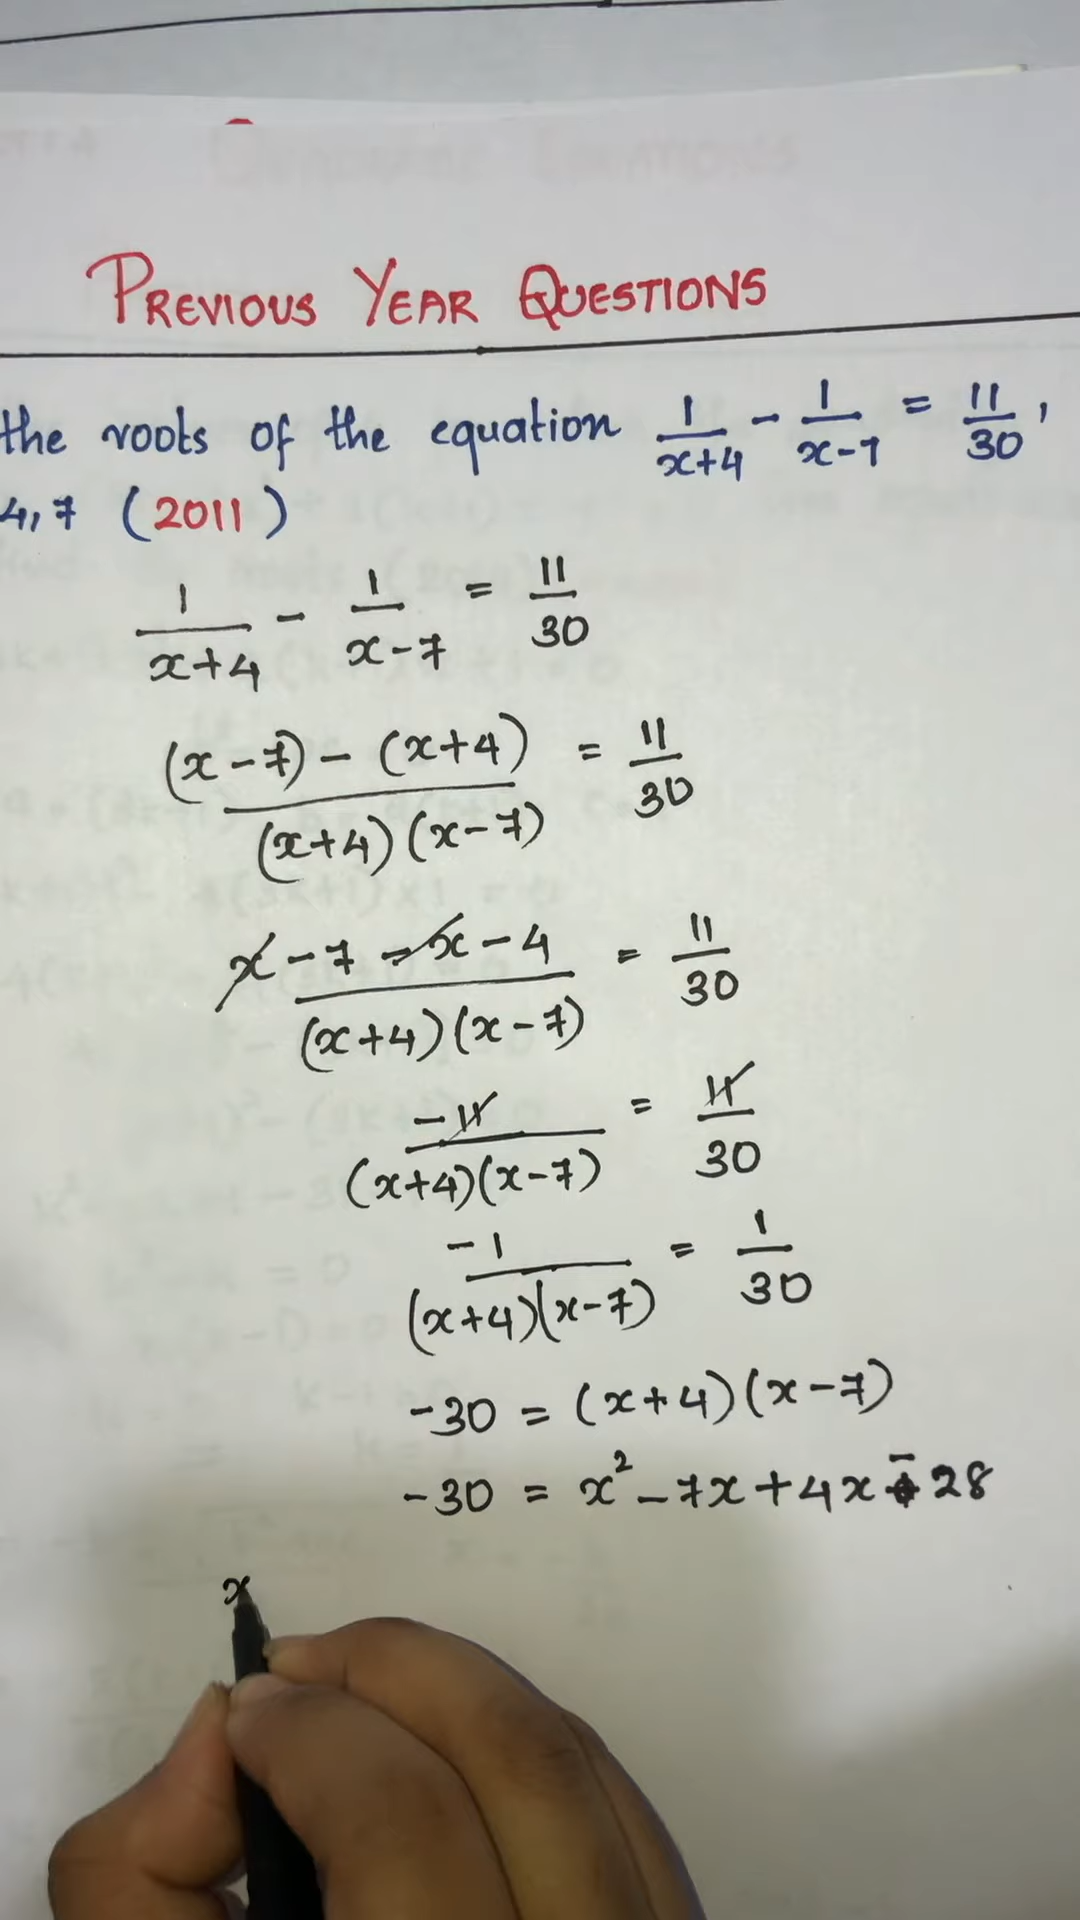 PREVIOUS YEAR QUESTIONS
the roots of the equation 1/(x+4) - 1/(x-7) = 11/30,
4,7 (2011)
1/(x+4) - 1/(x-7) = 11/30
((x-7) - (x+4))/((x+4)(x-7)) = 11/30
(x - 7 - x - 4)/((x+4)(x-7)) = 11/30
-11/((x+4)(x-7)) = 11/30
-1/((x+4)(x-7)) = 1/30
-30 = (x+4)(x-7)
-30 = x² - 7x + 4x - 28
x